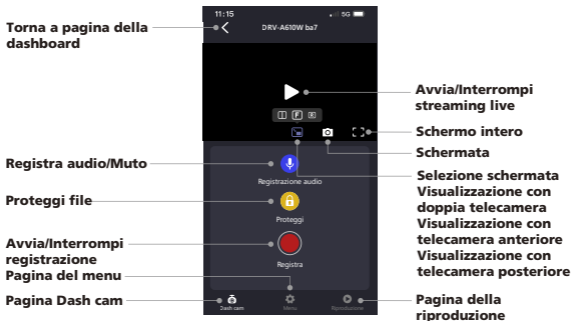 Torna a pagina della
dashboard
Registra audio/Muto
Proteggi file
Avvia/Interrompi
registrazione
Pagina del menu
Pagina Dash cam
11:15
5G
DRV-A610W ba7
F
Registrazione audio
Proteggi
Registra
Dash cam
Menu
Riproduzione
Avvia/Interrompi
streaming live
Schermo intero
Schermata
Selezione schermata
Visualizzazione con
doppia telecamera
Visualizzazione con
telecamera anteriore
Visualizzazione con
telecamera posteriore
Pagina della
riproduzione